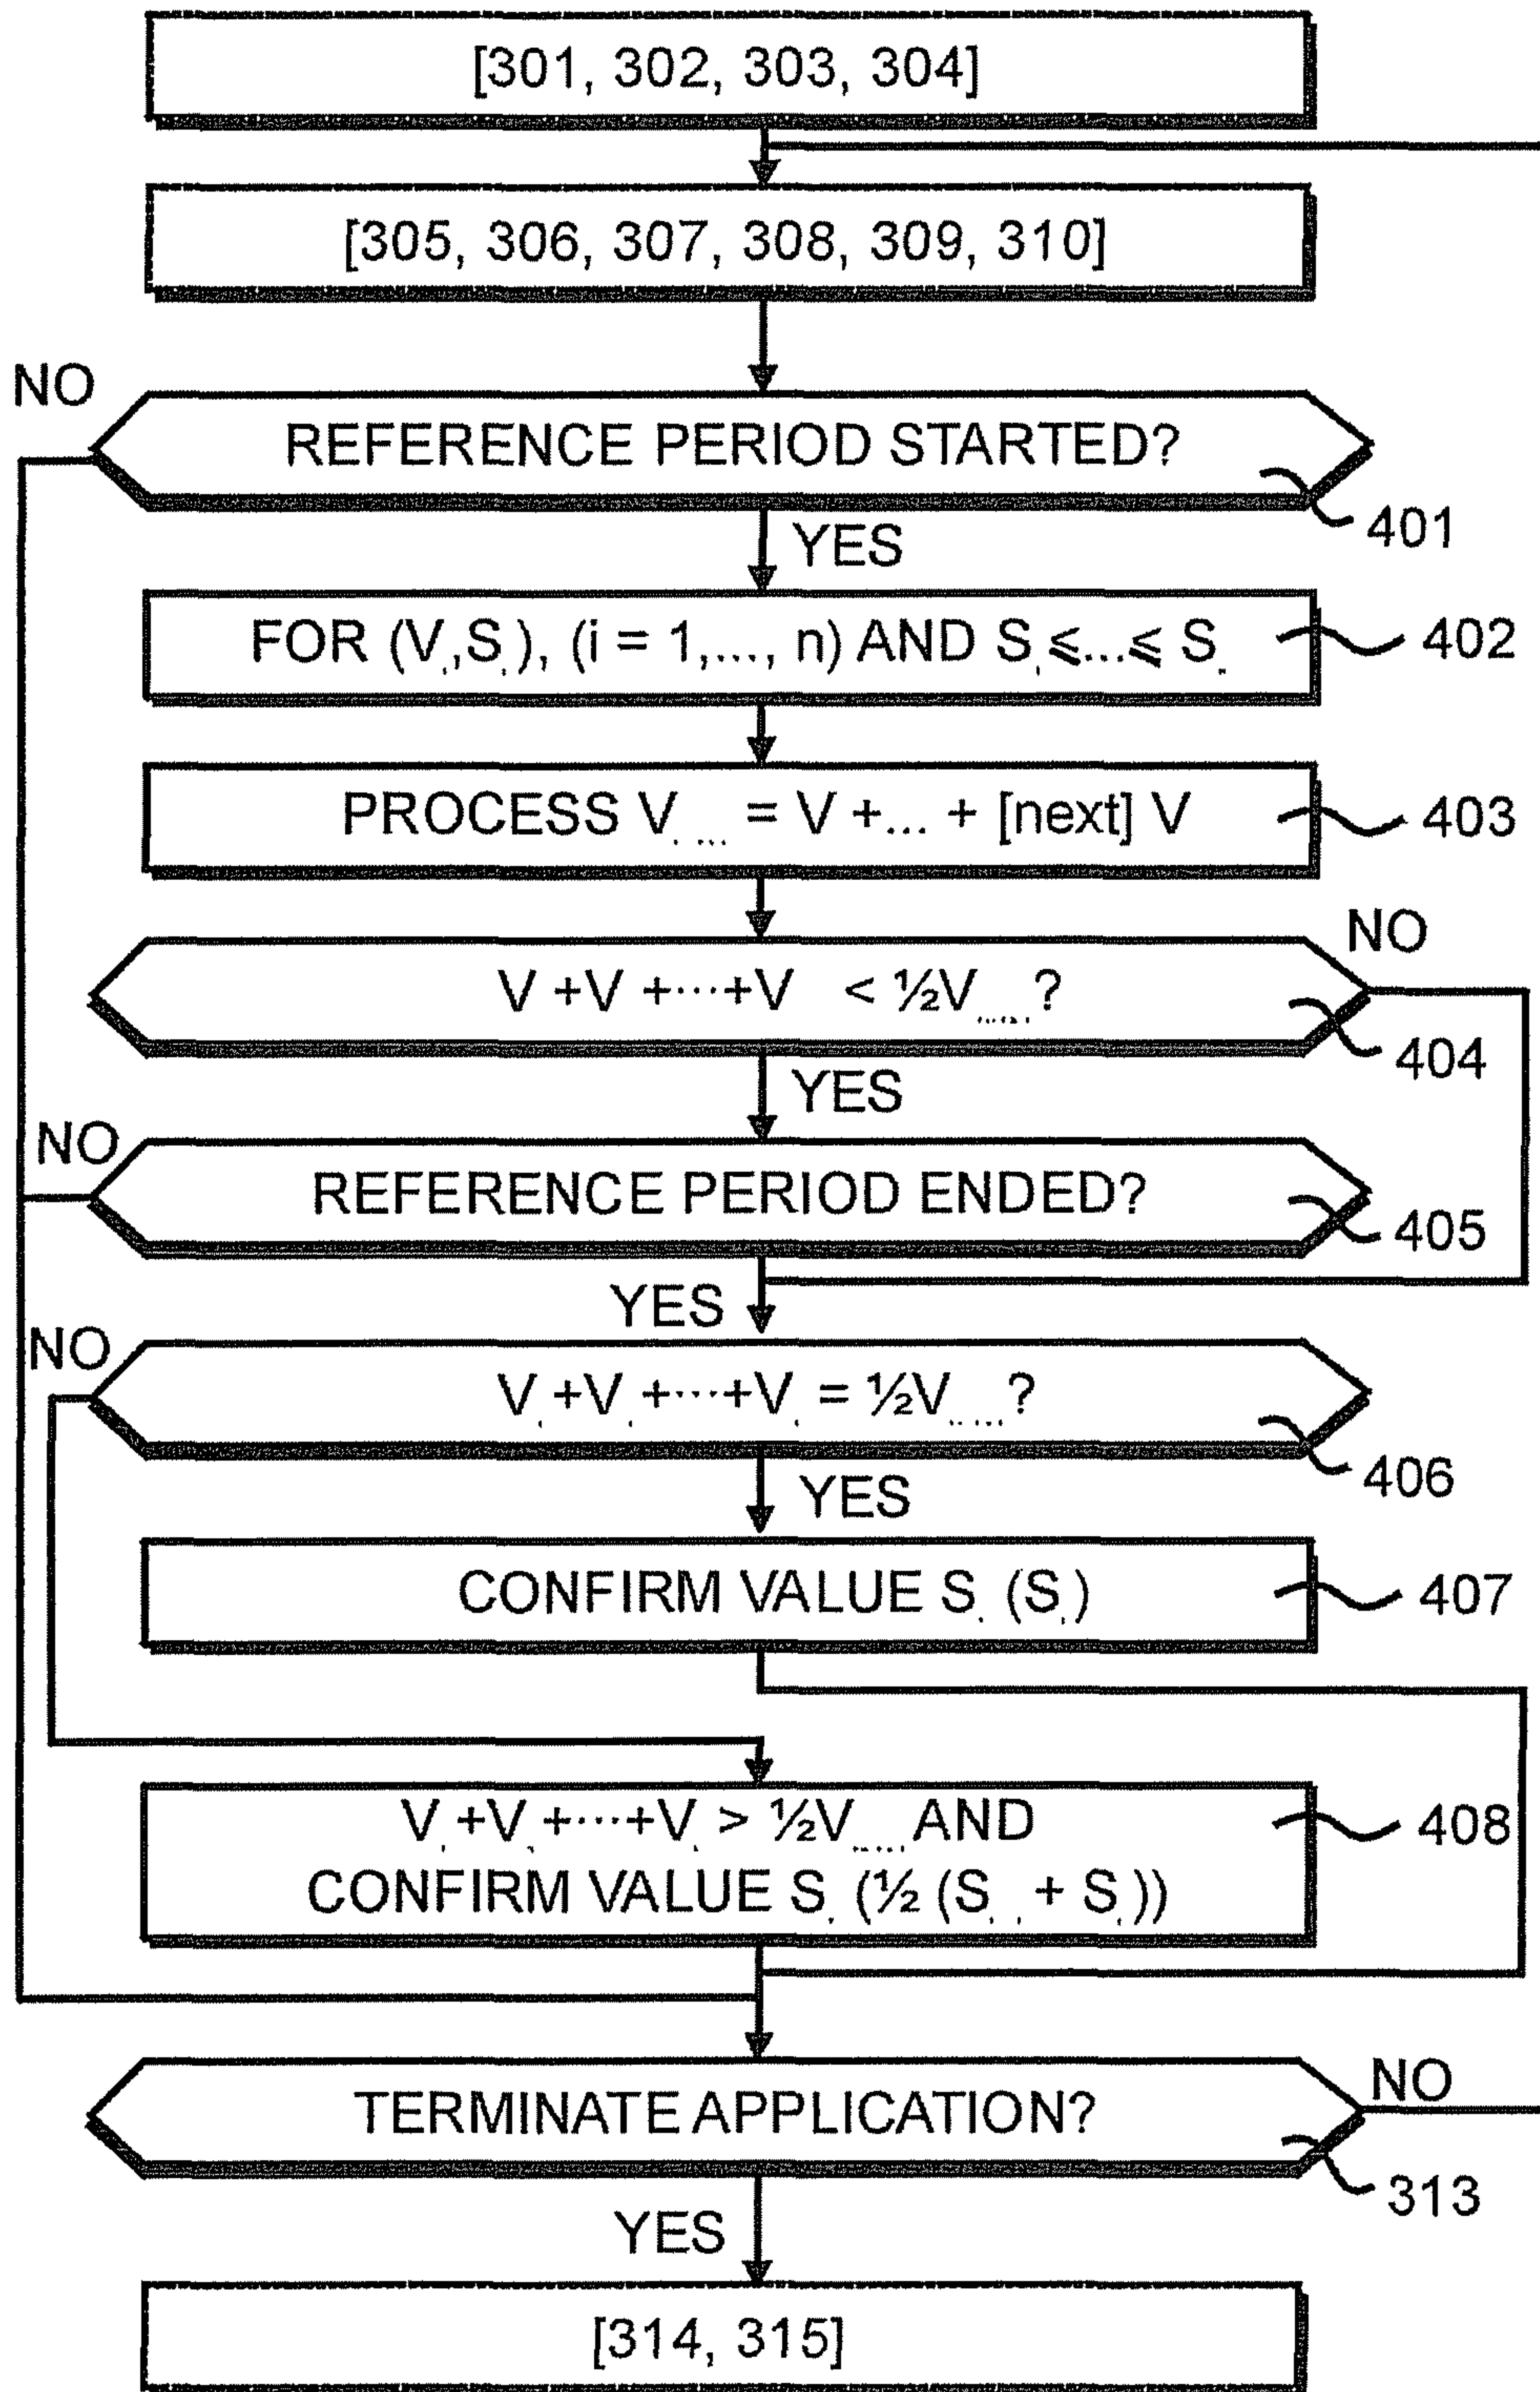 [301, 302, 303, 304]
[305, 306, 307, 308, 309, 310]
NO
REFERENCE PERIOD STARTED?
401
YES
FOR (V,S), (i = 1,..., n) AND S ⩽...⩽ S
402
PROCESS V = V +... + [next] V
403
NO
V +V +···+V < ½V ?
404
YES
NO
REFERENCE PERIOD ENDED?
405
YES
NO
V +V +···+V = ½V ?
406
YES
CONFIRM VALUE S (S)
407
V +V +···+V > ½V AND
408
CONFIRM VALUE S (½ (S + S))
TERMINATE APPLICATION?
NO
313
YES
[314, 315]